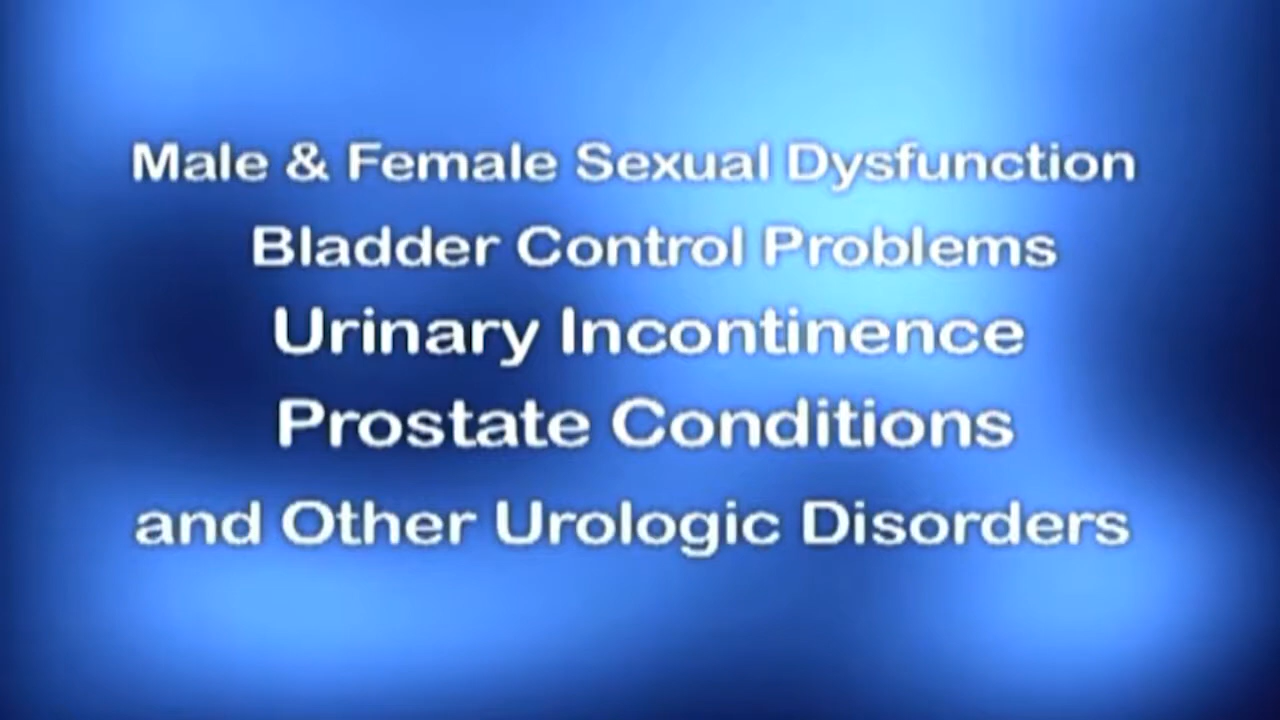 Male & Female Sexual Dysfunction
Bladder Control Problems
Urinary Incontinence
Prostate Conditions
and Other Urologic Disorders